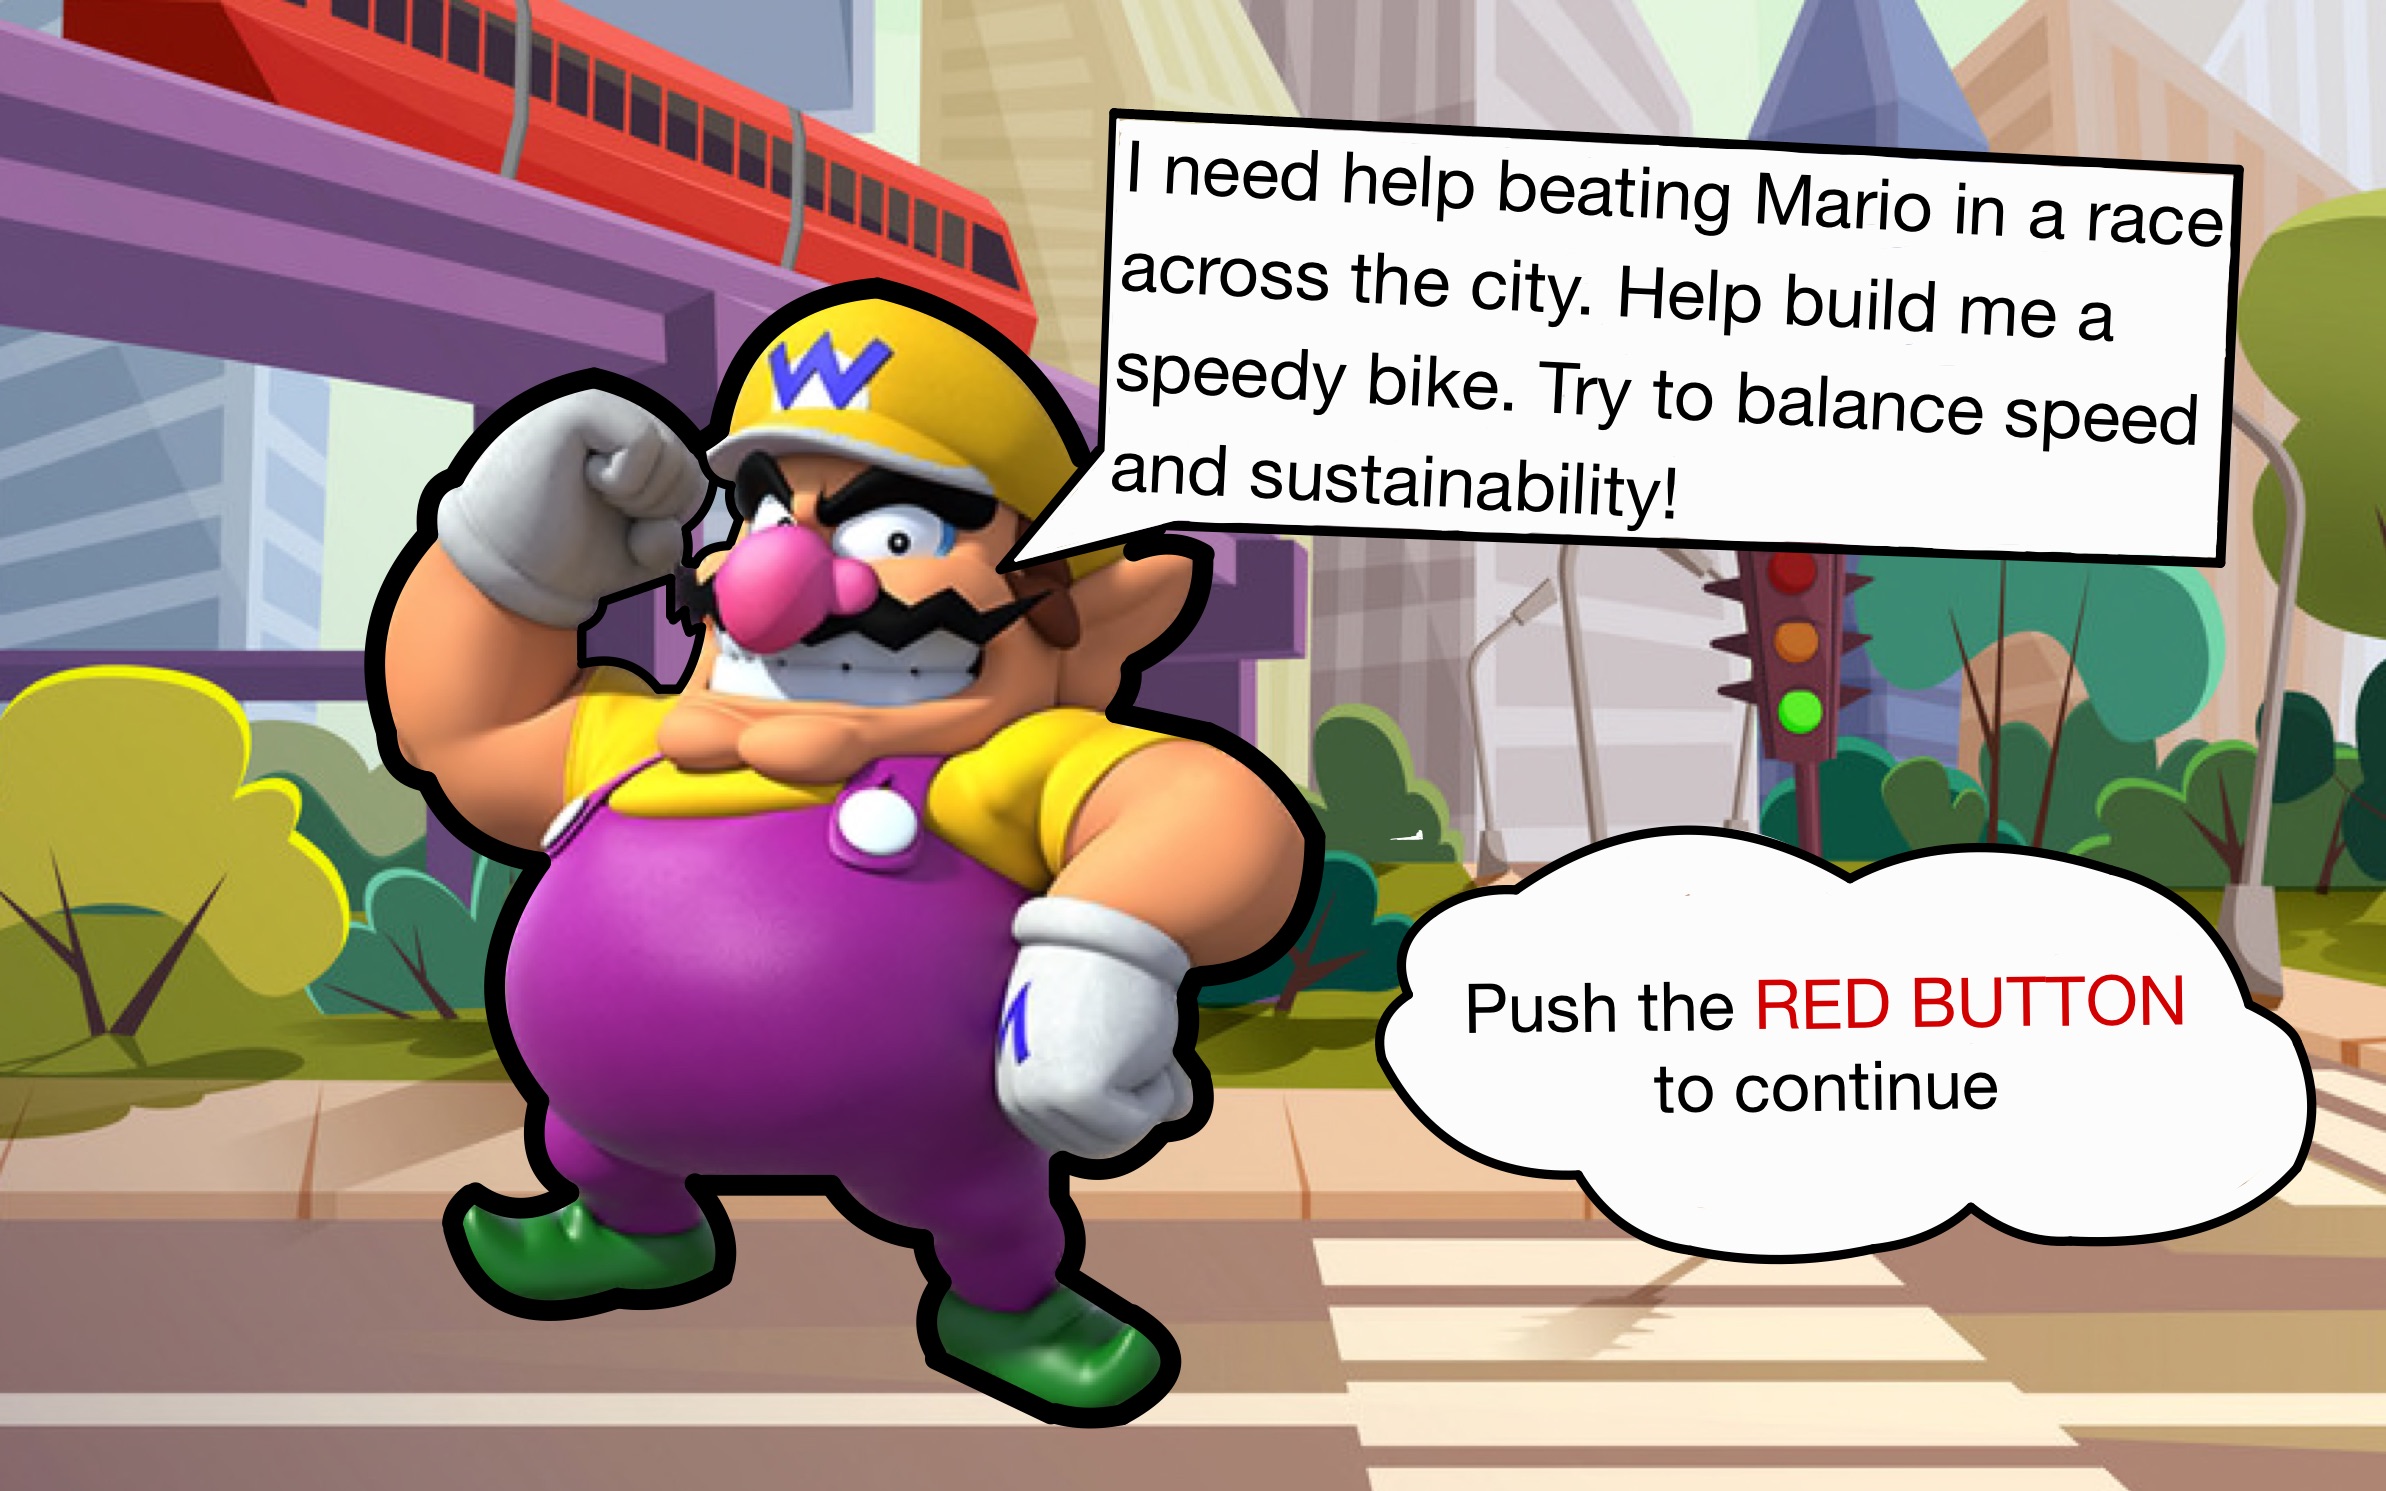 W
I need help beating Mario in a race
across the city. Help build me a
speedy bike. Try to balance speed
and sustainability!
Push the RED BUTTON
to continue